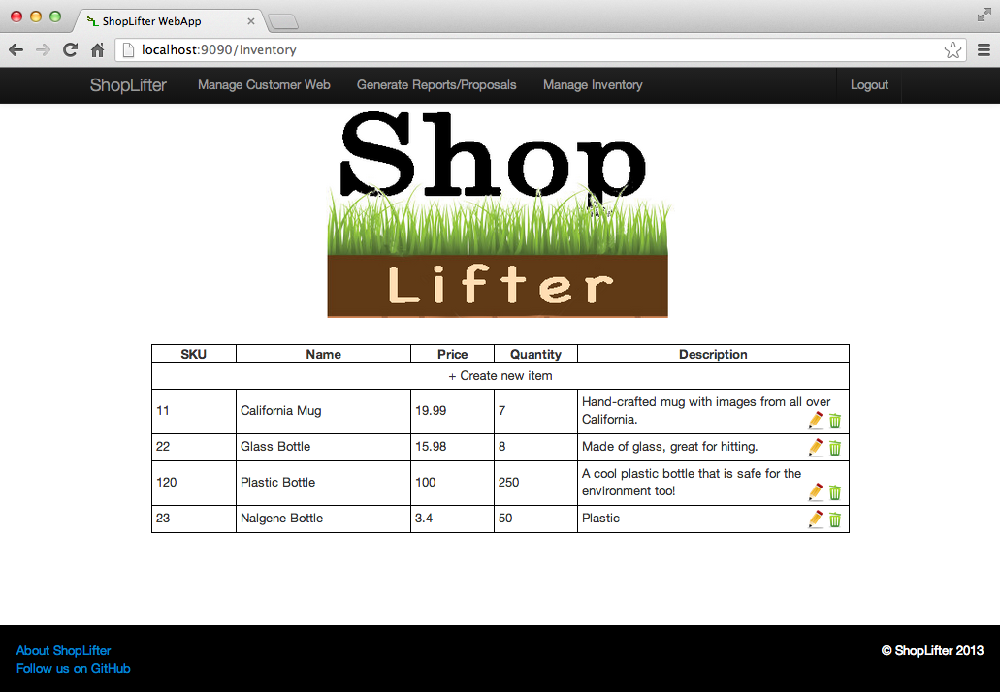 ShopLifter WebApp
localhost:9090/inventory
ShopLifter Manage Customer Web Generate Reports/Proposals Manage Inventory Logout
Shop
Lifter
SKU Name Price Quantity Description
+ Create new item
11 California Mug 19.99 7 Hand-crafted mug with images from all over
California.
22 Glass Bottle 15.98 8 Made of glass, great for hitting.
120 Plastic Bottle 100 250 A cool plastic bottle that is safe for the
environment too!
23 Nalgene Bottle 3.4 50 Plastic
About ShopLifter © ShopLifter 2013
Follow us on GitHub